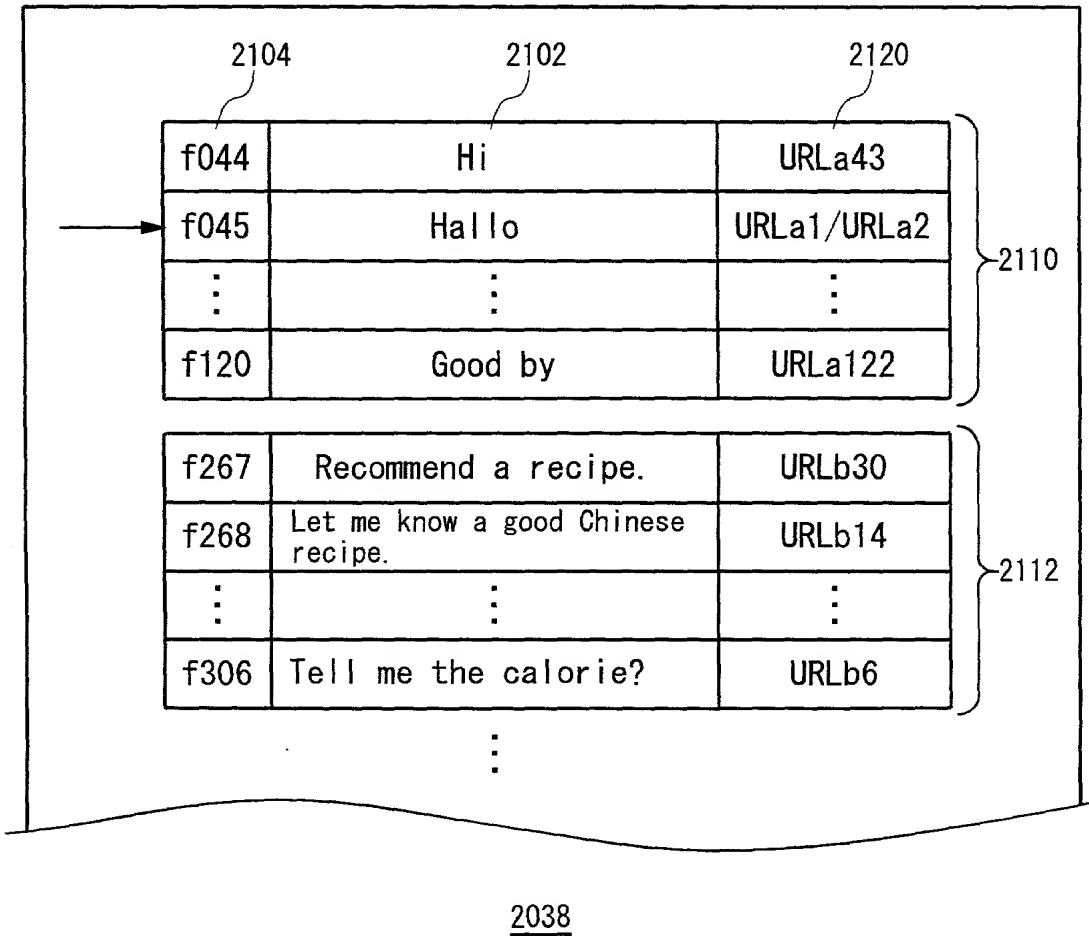 2104 2102 2120
f044 Hi URLa43
f045 Hallo URLa1/URLa2
⋮ ⋮ ⋮
2110
f120 Good by URLa122
f267 Recommend a recipe. URLb30
f268 Let me know a good Chinese
recipe. URLb14
⋮ ⋮ ⋮
2112
f306 Tell me the calorie? URLb6
⋮
2038